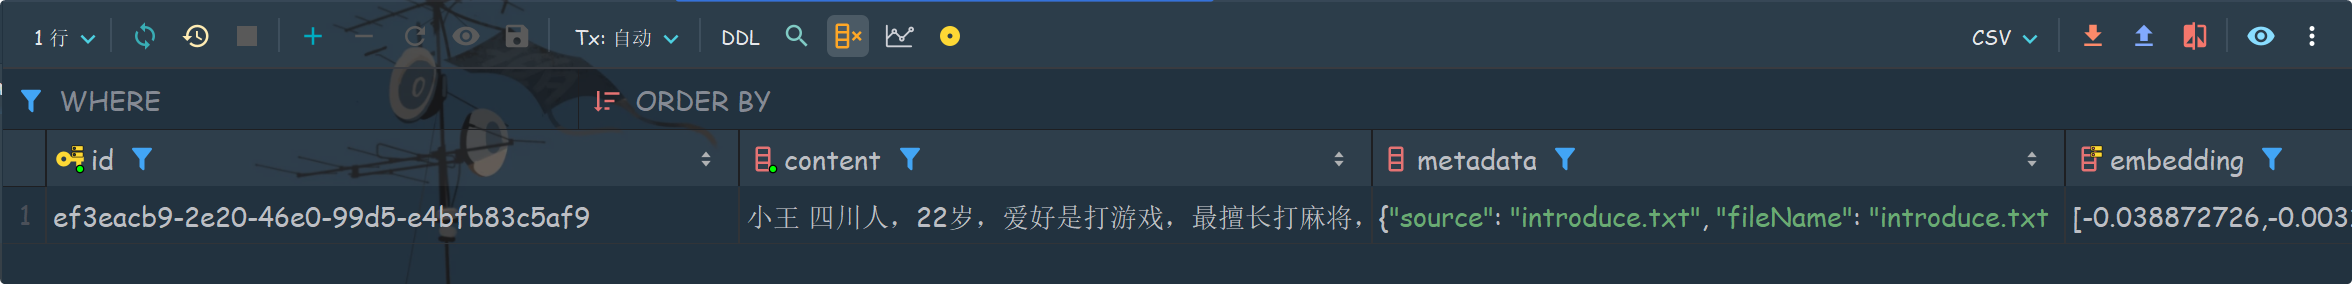 1 行 Tx: 自动 DDL CSV
WHERE ORDER BY
id content metadata embedding
1 ef3eacb9-2e20-46e0-99d5-e4bfb83c5af9 小王 四川人，22岁，爱好是打游戏，最擅长打麻将， {"source": "introduce.txt", "fileName": "introduce.txt [-0.038872726,-0.003